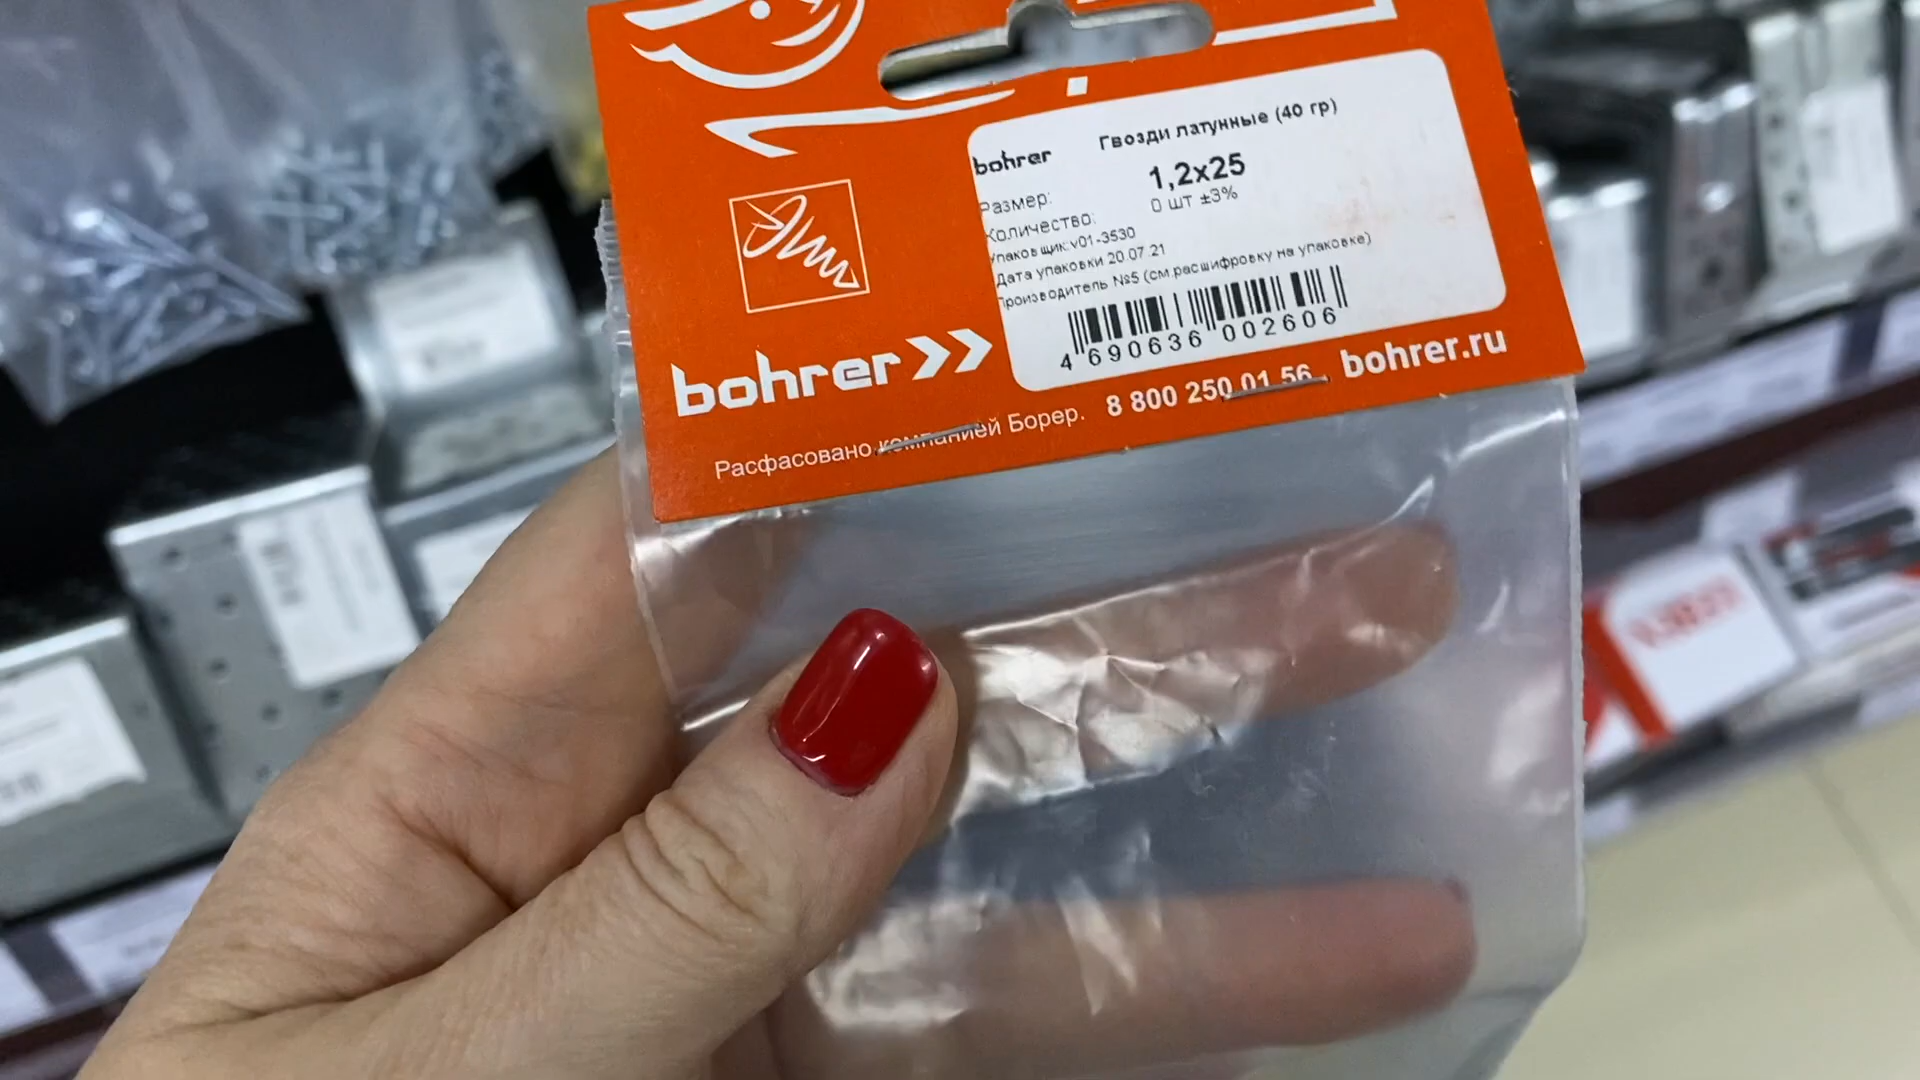 Гвозди латунные (40 гр)
bohrer
1,2x25
Размер:
0 шт ±3%
Количество:
Упаковщик:v01-3530
Дата упаковки 20.07.21
Производитель №5 (см.расшифровку на упаковке)
4 690636 002606
bohrer
8 800 250 01 56, bohrer.ru
Расфасовано компанией Борер.